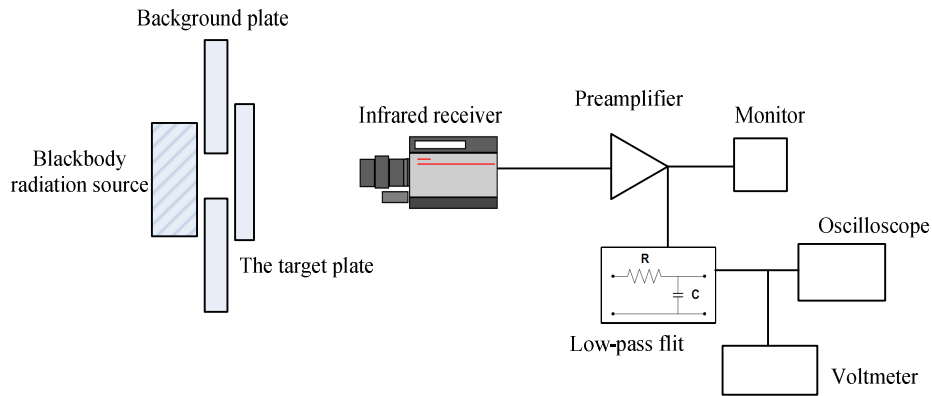 Background plate
Blackbody
radiation source
The target plate
Infrared receiver
Preamplifier
Monitor
R
C
Low-pass flit
Oscilloscope
Voltmeter